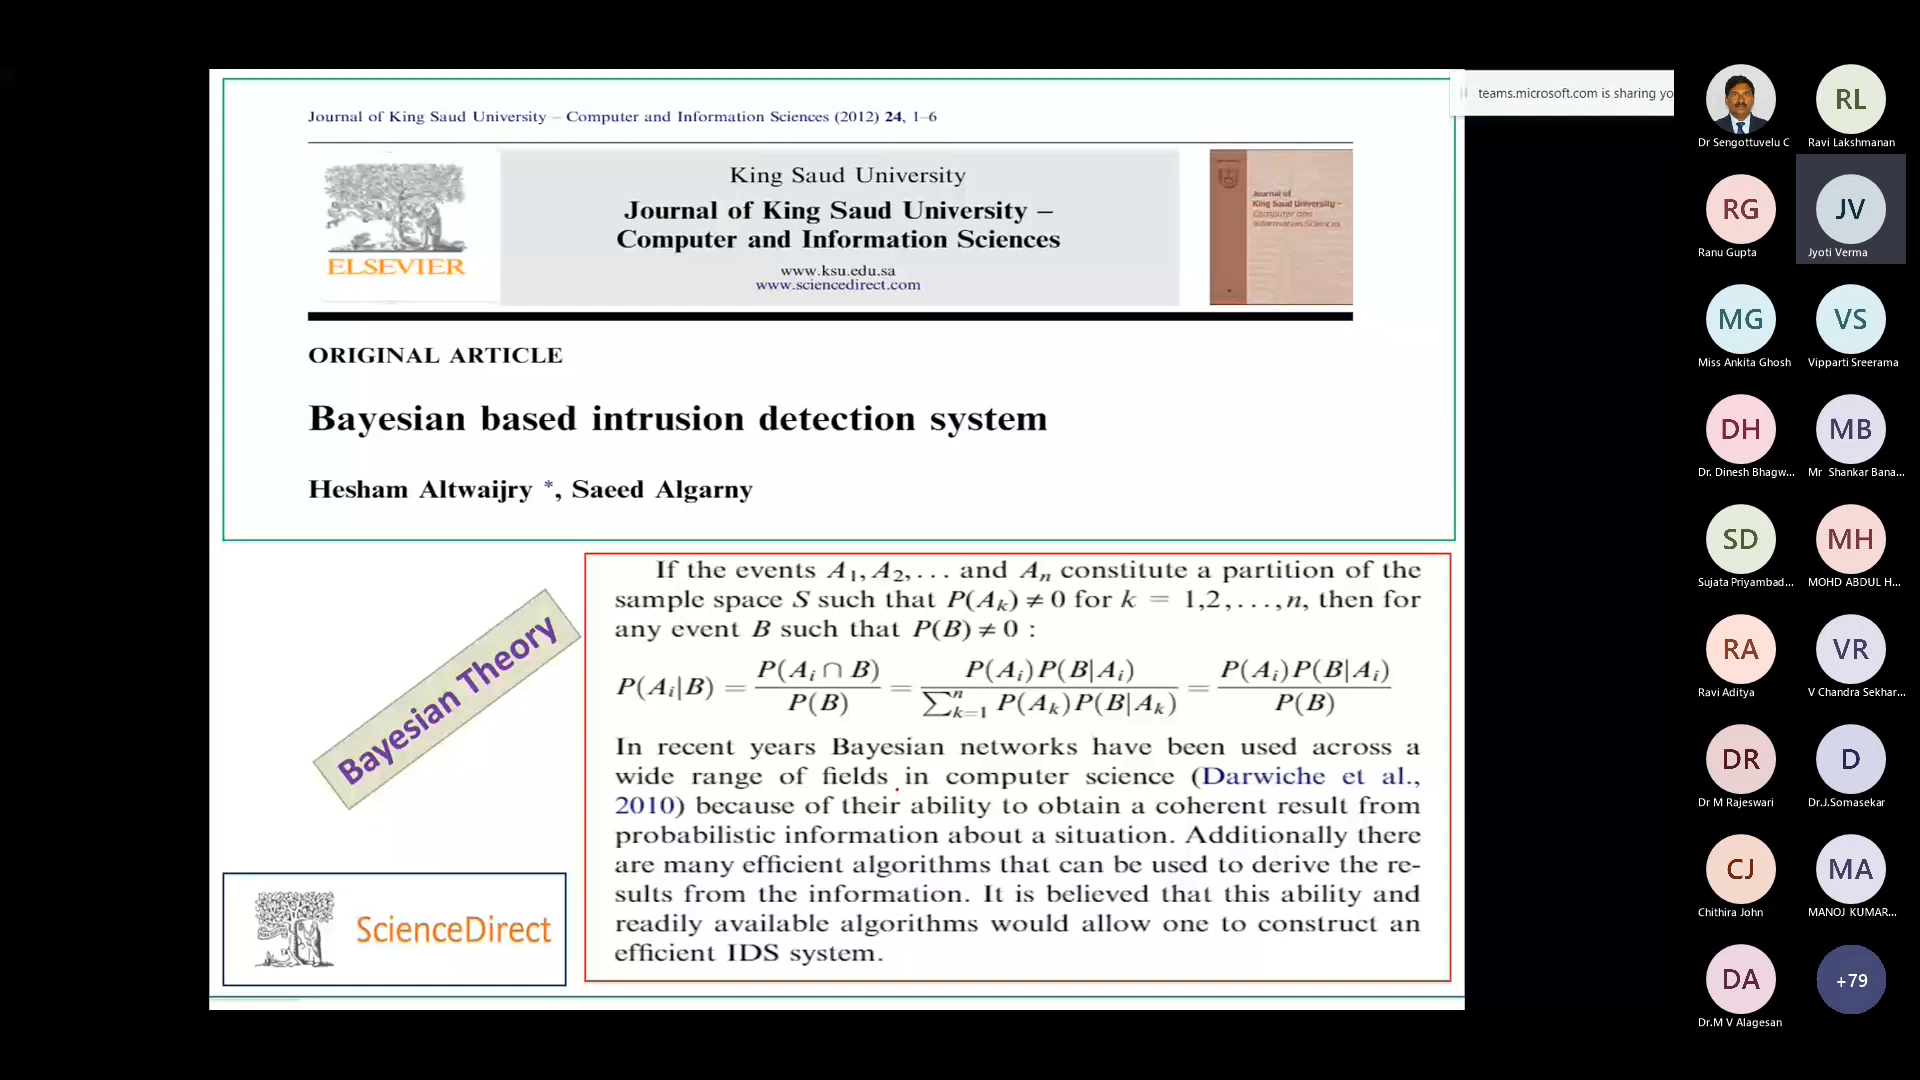 Journal of King Saud University – Computer and Information Sciences (2012) 24, 1–6
ELSEVIER
King Saud University
Journal of King Saud University –
Computer and Information Sciences
www.ksu.edu.sa
www.sciencedirect.com
Journal of
King Saud University –
Computer and
Information Sciences
ORIGINAL ARTICLE
Bayesian based intrusion detection system
Hesham Altwaijry *, Saeed Algarny
Bayesian Theory
If the events A₁, A₂, ... and Aₙ constitute a partition of the
sample space S such that P(Aₖ) ≠ 0 for k = 1,2,...,n, then for
any event B such that P(B) ≠ 0 :
P(Aᵢ|B) = P(Aᵢ ∩ B) / P(B) = P(Aᵢ)P(B|Aᵢ) / ∑ₖ₌₁ⁿ P(Aₖ)P(B|Aₖ) = P(Aᵢ)P(B|Aᵢ) / P(B)
In recent years Bayesian networks have been used across a
wide range of fields in computer science (Darwiche et al.,
2010) because of their ability to obtain a coherent result from
probabilistic information about a situation. Additionally there
are many efficient algorithms that can be used to derive the re-
sults from the information. It is believed that this ability and
readily available algorithms would allow one to construct an
efficient IDS system.
ScienceDirect
teams.microsoft.com is sharing yo
Dr Sengottuvelu C
RL
Ravi Lakshmanan
RG
Ranu Gupta
JV
Jyoti Verma
MG
Miss Ankita Ghosh
VS
Vipparti Sreerama
DH
Dr. Dinesh Bhagw...
MB
Mr Shankar Bana...
SD
Sujata Priyambad...
MH
MOHD ABDUL H...
RA
Ravi Aditya
VR
V Chandra Sekhar...
DR
Dr M Rajeswari
D
Dr.J.Somasekar
CJ
Chithira John
MA
MANOJ KUMAR...
DA
Dr.M V Alagesan
+79